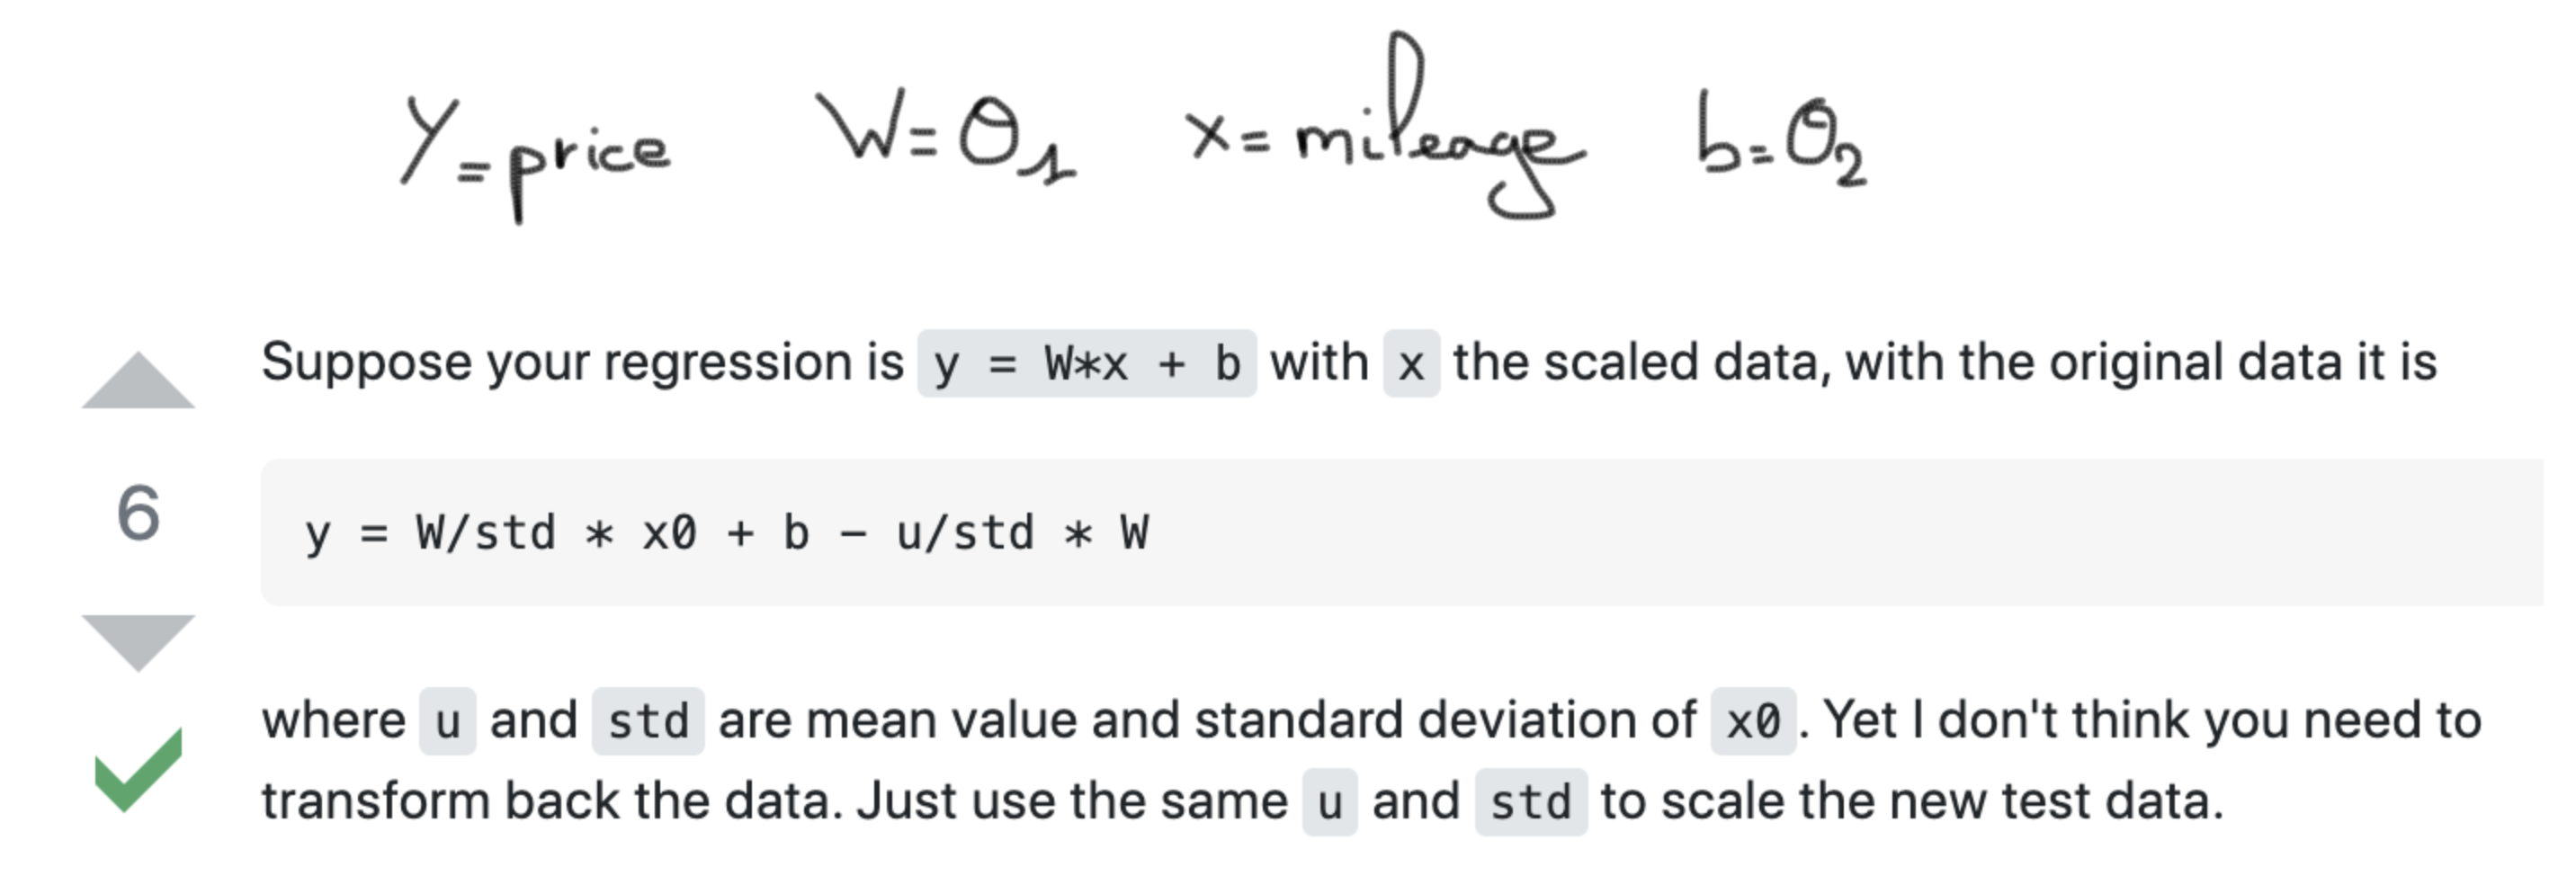 Y=price W=θ1 x=mileage b=θ2
Suppose your regression is y = W*x + b with x the scaled data, with the original data it is
6
y = W/std * x0 + b − u/std * W
where u and std are mean value and standard deviation of x0. Yet I don't think you need to
transform back the data. Just use the same u and std to scale the new test data.